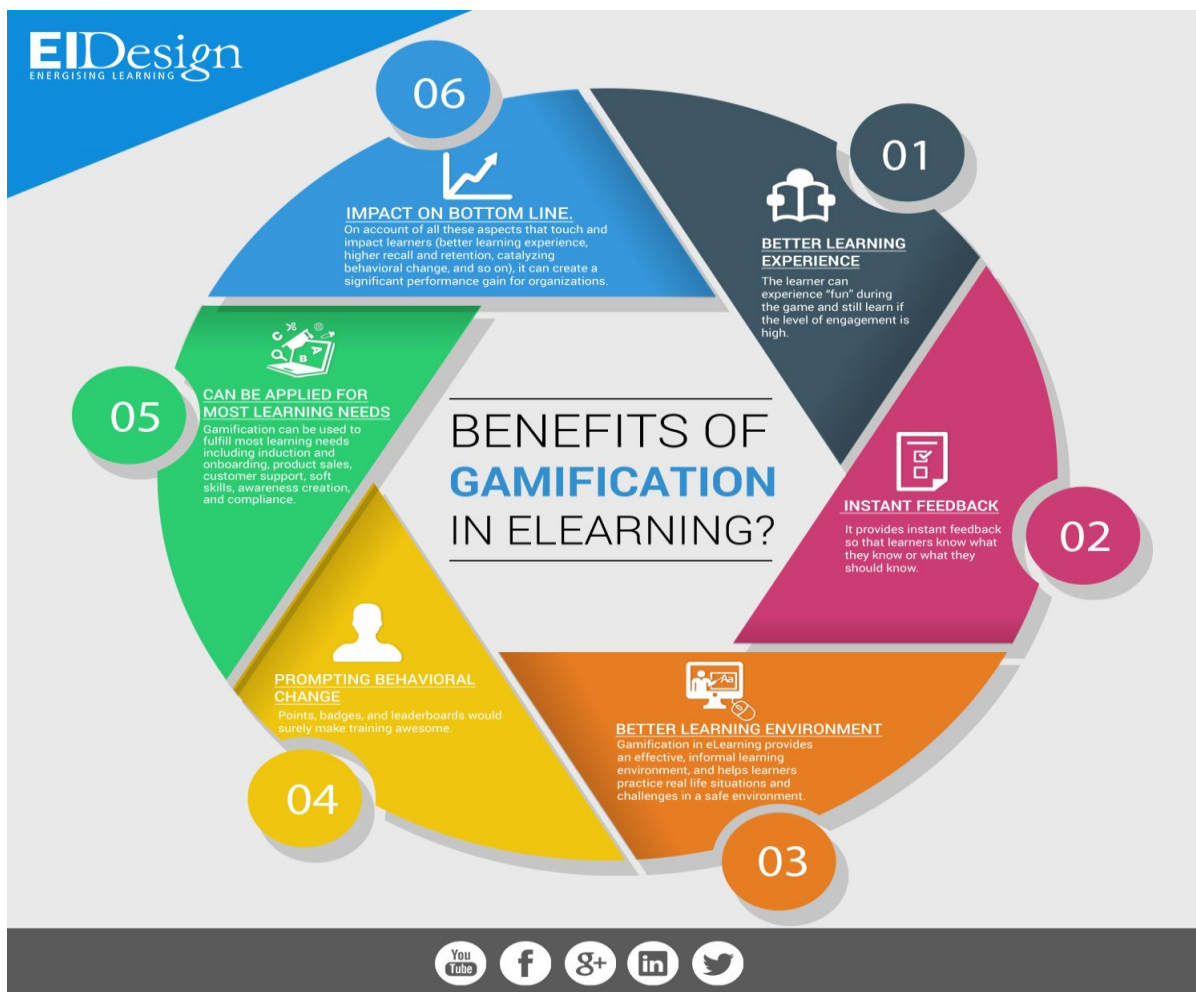 EIDesign
ENERGISING LEARNING
BENEFITS OF
GAMIFICATION
IN ELEARNING?
01
BETTER LEARNING
EXPERIENCE
The learner can
experience “fun” during
the game and still learn if
the level of engagement is
high.
02
INSTANT FEEDBACK
It provides instant feedback
so that learners know what
they know or what they
should know.
03
Aa
BETTER LEARNING ENVIRONMENT
Gamification in eLearning provides
an effective, informal learning
environment, and helps learners
practice real life situations and
challenges in a safe environment.
04
PROMPTING BEHAVIORAL
CHANGE
Points, badges, and leaderboards would
surely make training awesome.
05
C
A
B
CAN BE APPLIED FOR
MOST LEARNING NEEDS
Gamification can be used to
fulfill most learning needs
including induction and
onboarding, product sales,
customer support, soft
skills, awareness creation,
and compliance.
06
IMPACT ON BOTTOM LINE.
On account of all these aspects that touch and
impact learners (better learning experience,
higher recall and retention, catalyzing
behavioral change, and so on), it can create a
significant performance gain for organizations.
You
Tube
f
g+
in